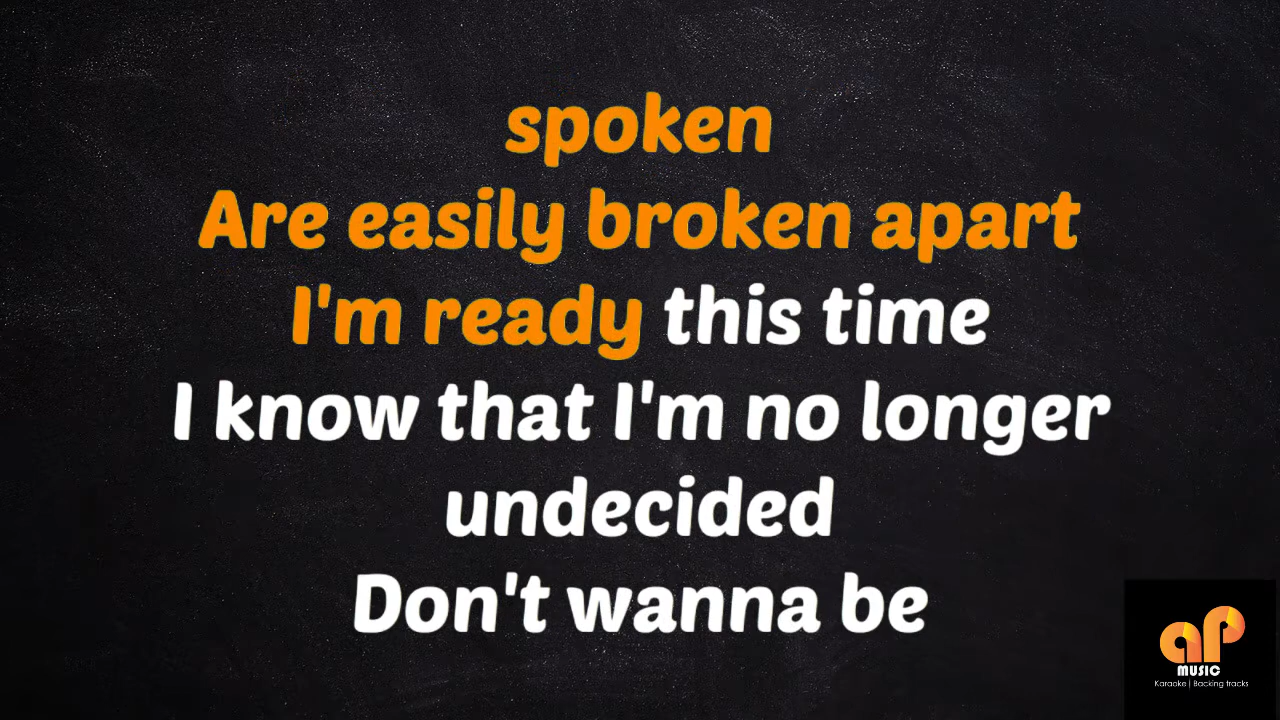 spoken
Are easily broken apart
I'm ready this time
I know that I'm no longer
undecided
Don't wanna be
aP
MUSIC
Karaoke | Backing tracks